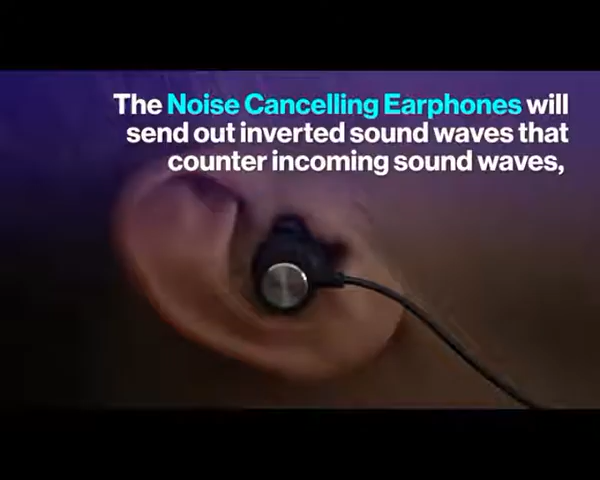 The Noise Cancelling Earphones will
send out inverted sound waves that
counter incoming sound waves,